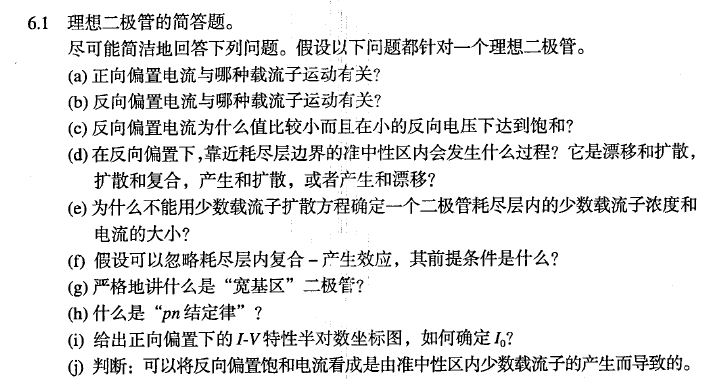 6.1 理想二极管的简答题。
尽可能简洁地回答下列问题。假设以下问题都针对一个理想二极管。
(a) 正向偏置电流与哪种载流子运动有关?
(b) 反向偏置电流与哪种载流子运动有关?
(c) 反向偏置电流为什么值比较小而且在小的反向电压下达到饱和?
(d) 在反向偏置下,靠近耗尽层边界的准中性区内会发生什么过程? 它是漂移和扩散,
扩散和复合，产生和扩散，或者产生和漂移?
(e) 为什么不能用少数载流子扩散方程确定一个二极管耗尽层内的少数载流子浓度和
电流的大小?
(f) 假设可以忽略耗尽层内复合－产生效应，其前提条件是什么?
(g) 严格地讲什么是“宽基区”二极管?
(h) 什么是“pn 结定律”?
(i) 给出正向偏置下的 I-V 特性半对数坐标图，如何确定 I₀?
(j) 判断：可以将反向偏置饱和电流看成是由准中性区内少数载流子的产生而导致的。